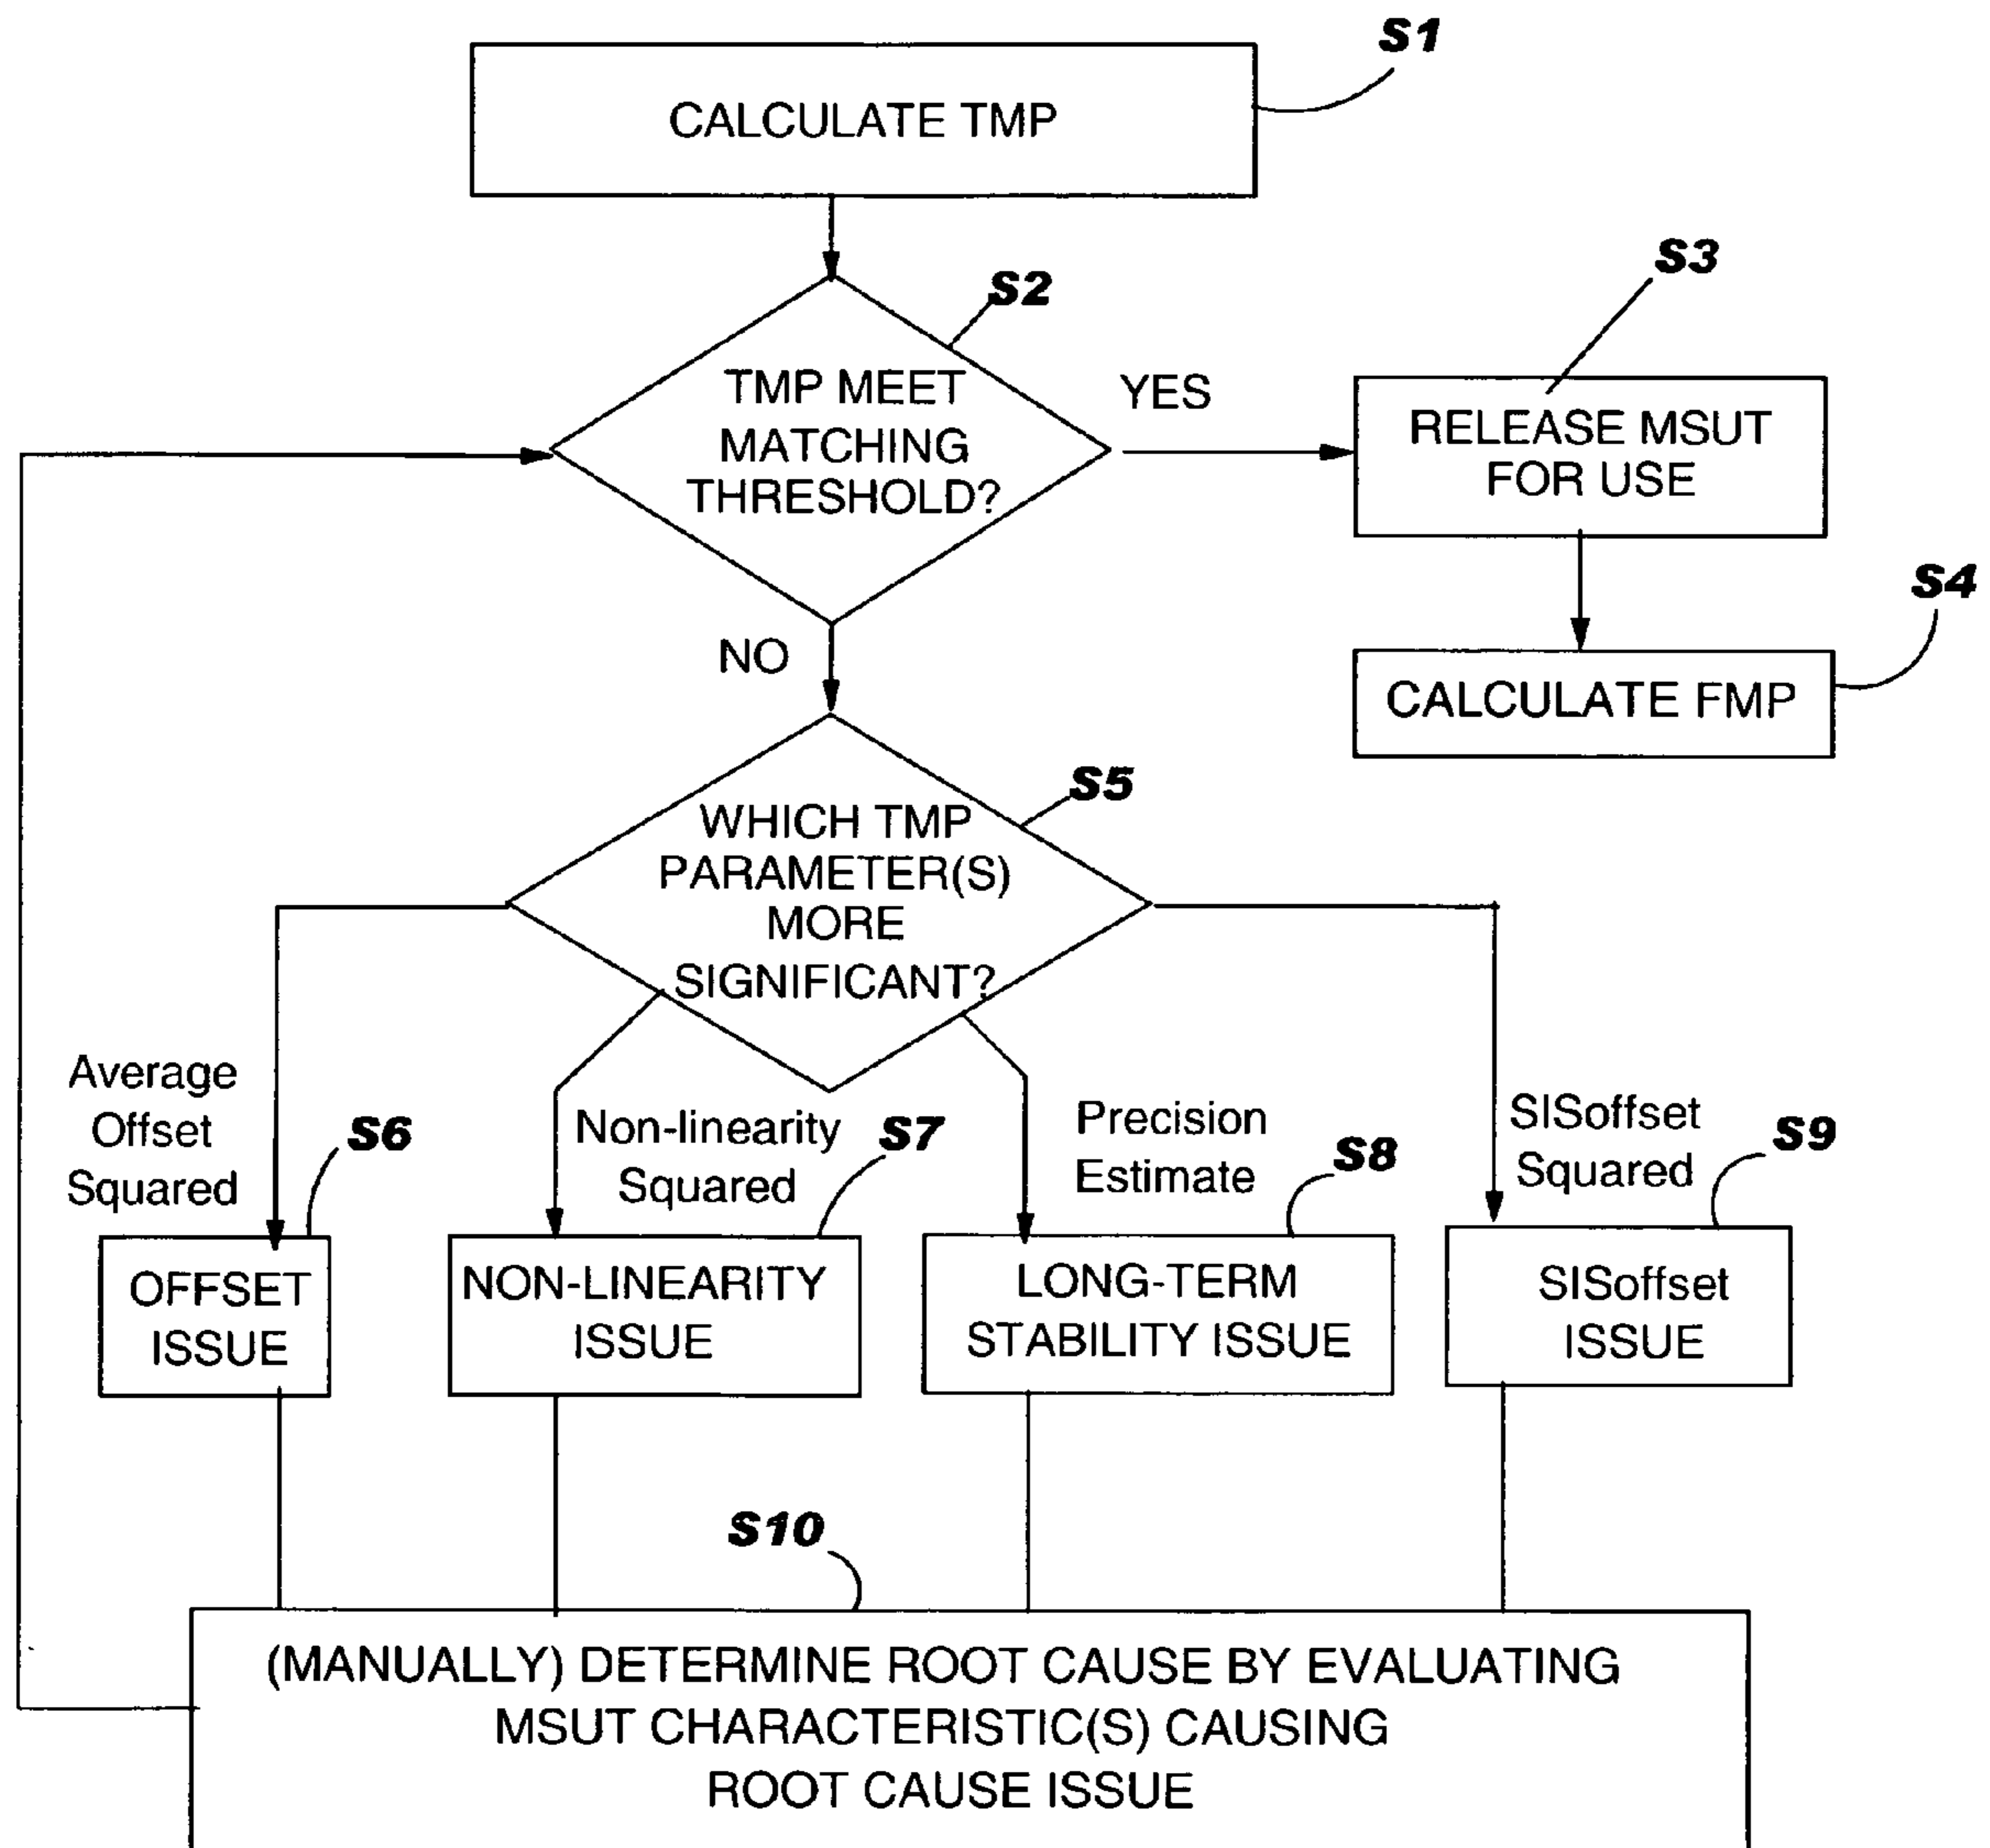 S1
CALCULATE TMP
S2
TMP MEET
MATCHING
THRESHOLD?
YES
S3
RELEASE MSUT
FOR USE
S4
CALCULATE FMP
NO
S5
WHICH TMP
PARAMETER(S)
MORE
SIGNIFICANT?
Average
Offset
Squared
S6
OFFSET
ISSUE
Non-linearity
Squared
S7
NON-LINEARITY
ISSUE
Precision
Estimate
S8
LONG-TERM
STABILITY ISSUE
SISoffset
Squared
S9
SISoffset
ISSUE
S10
(MANUALLY) DETERMINE ROOT CAUSE BY EVALUATING
MSUT CHARACTERISTIC(S) CAUSING
ROOT CAUSE ISSUE